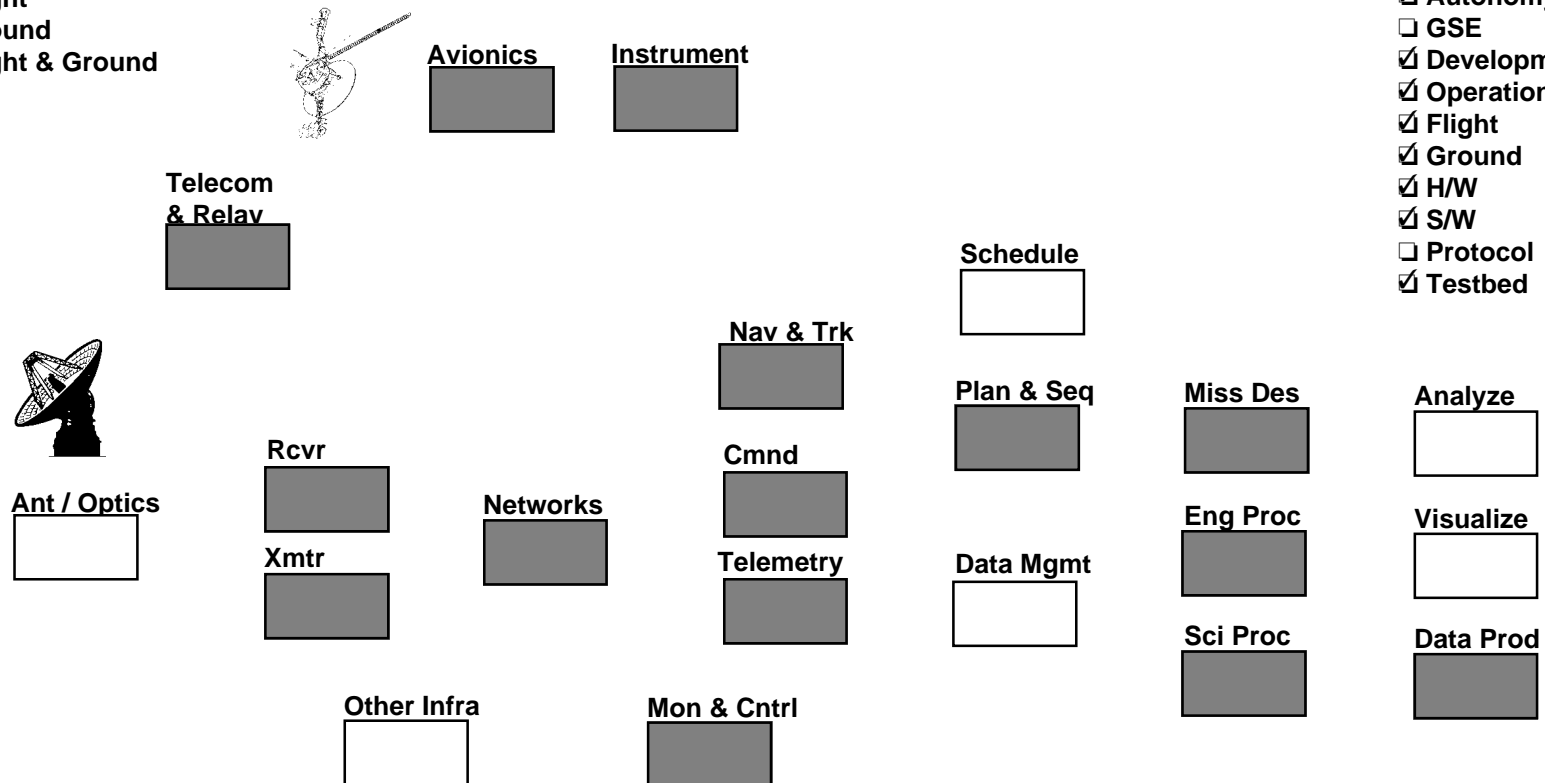 ound
ght & Ground
Avionics
Instrument
Telecom
& Relay
Schedule
Nav & Trk
Plan & Seq
Miss Des
Analyze
Rcvr
Cmnd
Ant / Optics
Networks
Eng Proc
Visualize
Xmtr
Telemetry
Data Mgmt
Sci Proc
Data Prod
Other Infra
Mon & Cntrl
Autonomy
GSE
Developm
Operation
Flight
Ground
H/W
S/W
Protocol
Testbed